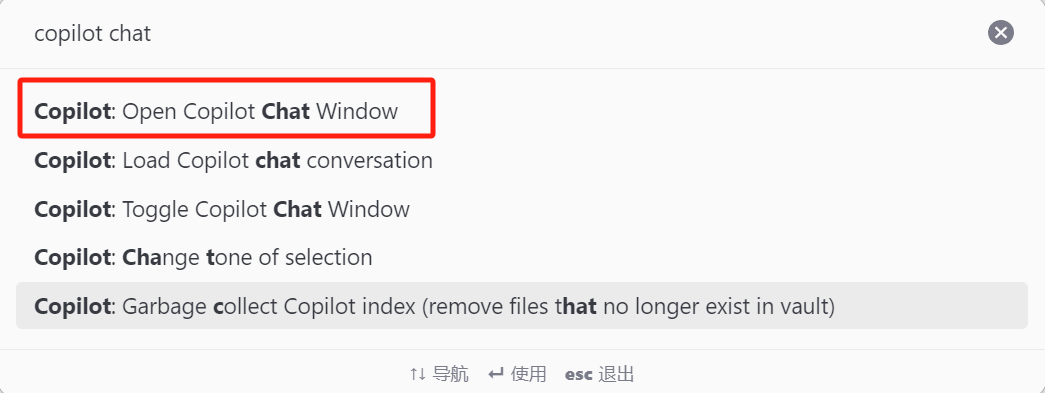 copilot chat
Copilot: Open Copilot Chat Window
Copilot: Load Copilot chat conversation
Copilot: Toggle Copilot Chat Window
Copilot: Change tone of selection
Copilot: Garbage collect Copilot index (remove files that no longer exist in vault)
↑↓ 导航 ↵ 使用 esc 退出